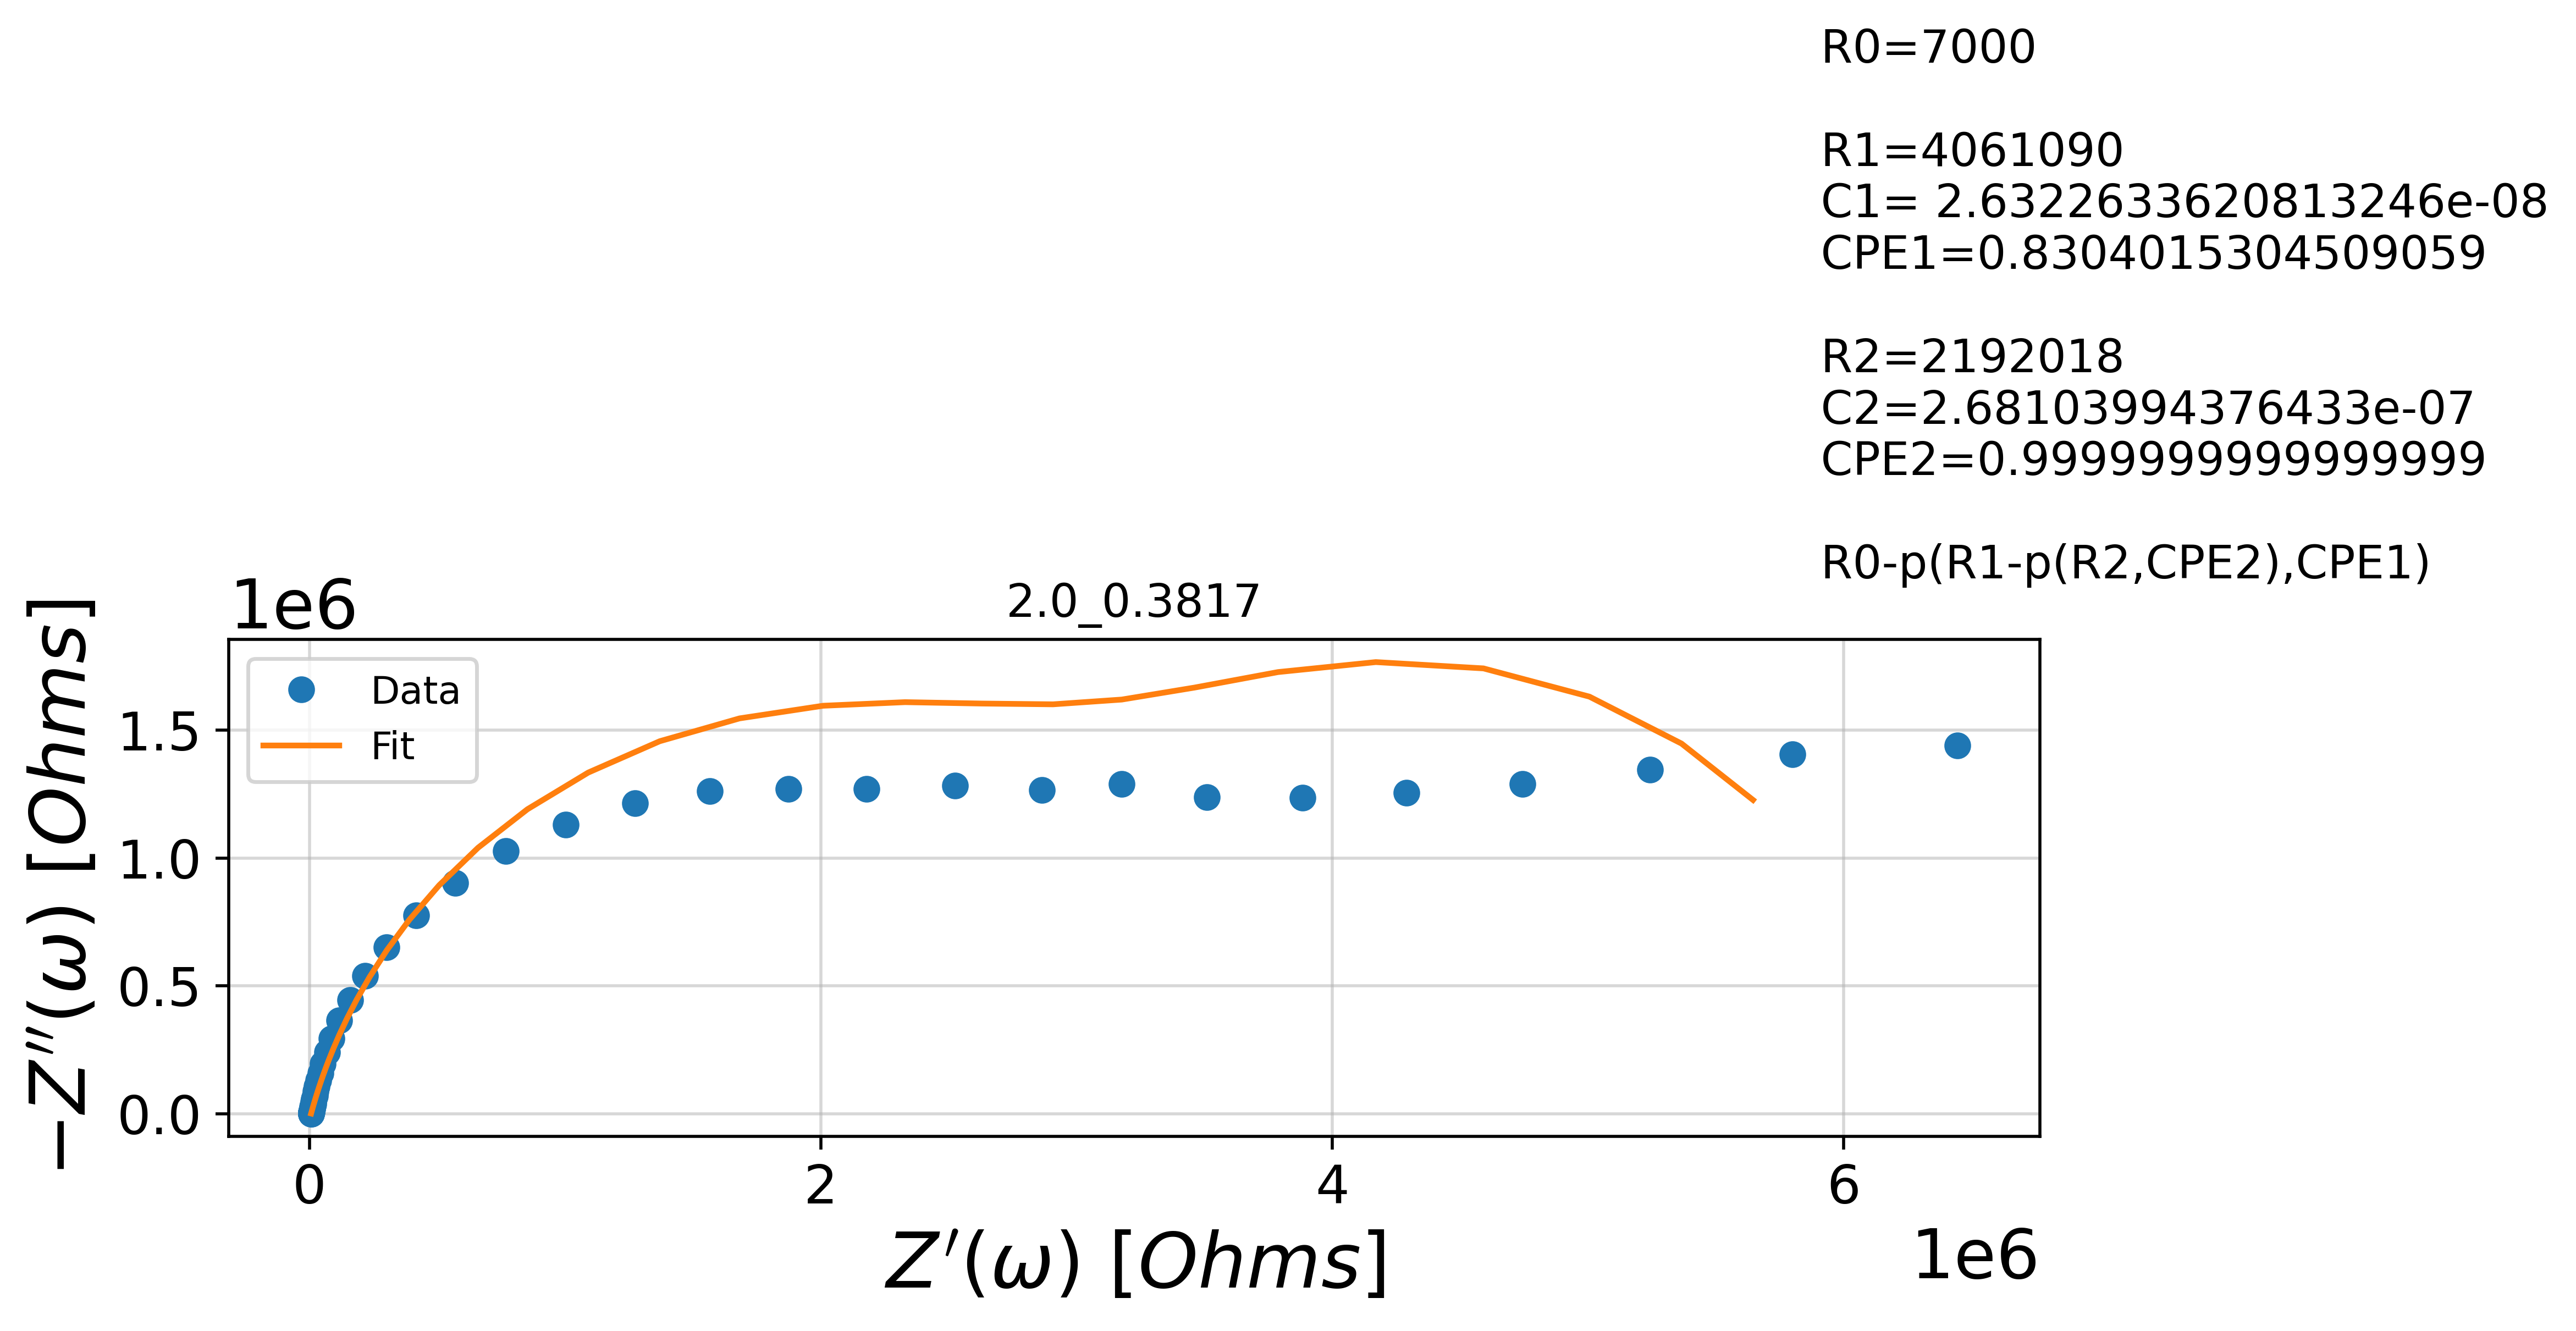 R0=7000
R1=4061090
C1= 2.6322633620813246e-08
CPE1=0.8304015304509059
R2=2192018
C2=2.68103994376433e-07
CPE2=0.9999999999999999
R0-p(R1-p(R2,CPE2),CPE1)
1e6
2.0_0.3817
Data
Fit
1.5
1.0
0.5
0.0
−Z″(ω) [Ohms]
0 2 4 6
1e6
Z′(ω) [Ohms]